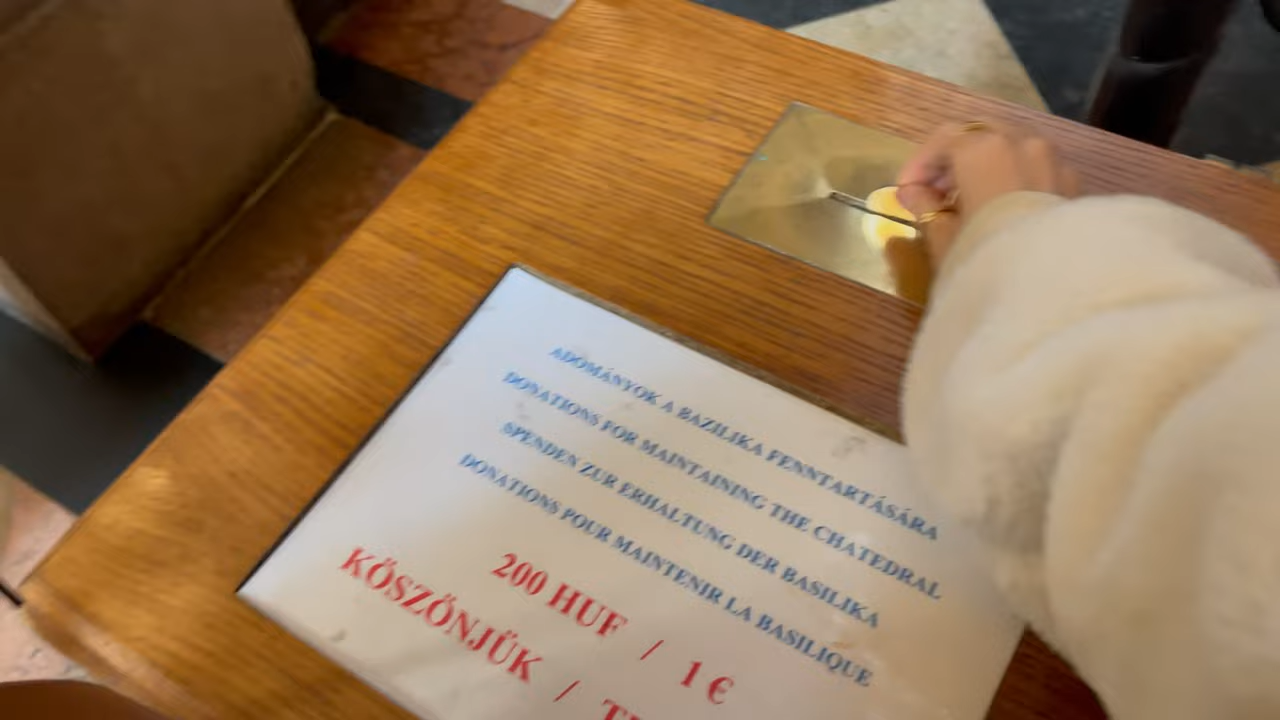 ADOMÁNYOK A BAZILIKA FENNTARTÁSÁRA
DONATIONS FOR MAINTAINING THE CHATEDRAL
SPENDEN ZUR ERHALTUNG DER BASILIKA
DONATIONS POUR MAINTENIR LA BASILIQUE
200 HUF / 1 €
KÖSZÖNJÜK /